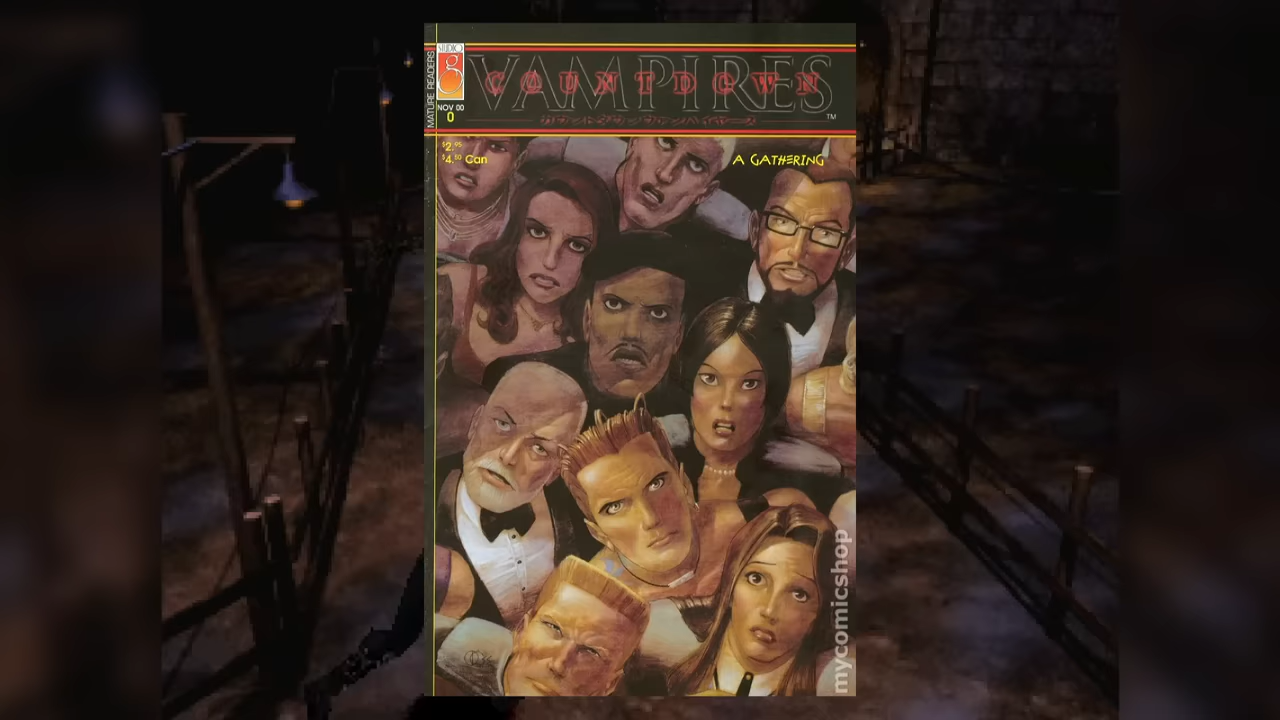 MATURE READERS
STUDIO
g
NOV 00
0
VAMPIRES
COUNTDOWN
TM
$2.95
$4.50 Can
A GATHERING
mycomicshop